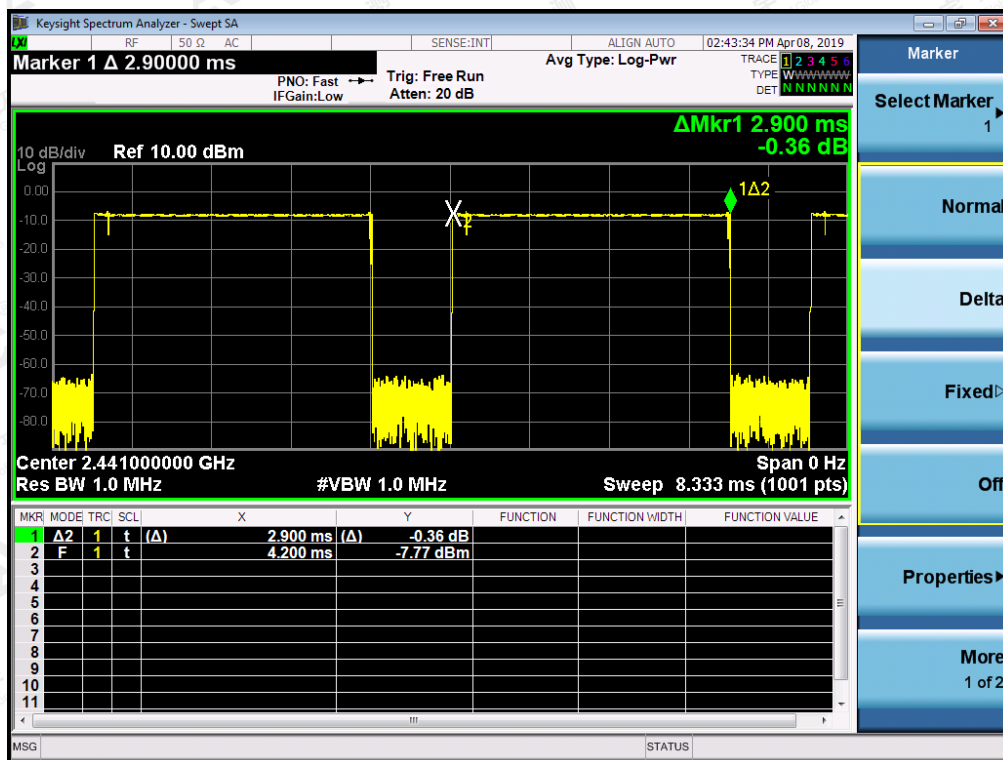 Keysight Spectrum Analyzer - Swept SA
LXI RF 50 Ω AC SENSE:INT ALIGN AUTO 02:43:34 PM Apr 08, 2019
Marker 1 Δ 2.90000 ms
PNO: Fast
IFGain:Low
Trig: Free Run
Atten: 20 dB
Avg Type: Log-Pwr
TRACE 1 2 3 4 5 6
TYPE WWWWWW
DET N N N N N N
ΔMkr1 2.900 ms
-0.36 dB
10 dB/div Ref 10.00 dBm
Log
0.00
-10.0
-20.0
-30.0
-40.0
-50.0
-60.0
-70.0
-80.0
1Δ2
2
Center 2.441000000 GHz Span 0 Hz
Res BW 1.0 MHz #VBW 1.0 MHz Sweep 8.333 ms (1001 pts)
MKR MODE TRC SCL X Y FUNCTION FUNCTION WIDTH FUNCTION VALUE
1 Δ2 1 t (Δ) 2.900 ms (Δ) -0.36 dB
2 F 1 t 4.200 ms -7.77 dBm
3
4
5
6
7
8
9
10
11
MSG STATUS
Marker
Select Marker
1
Normal
Delta
Fixed
Off
Properties
More
1 of 2